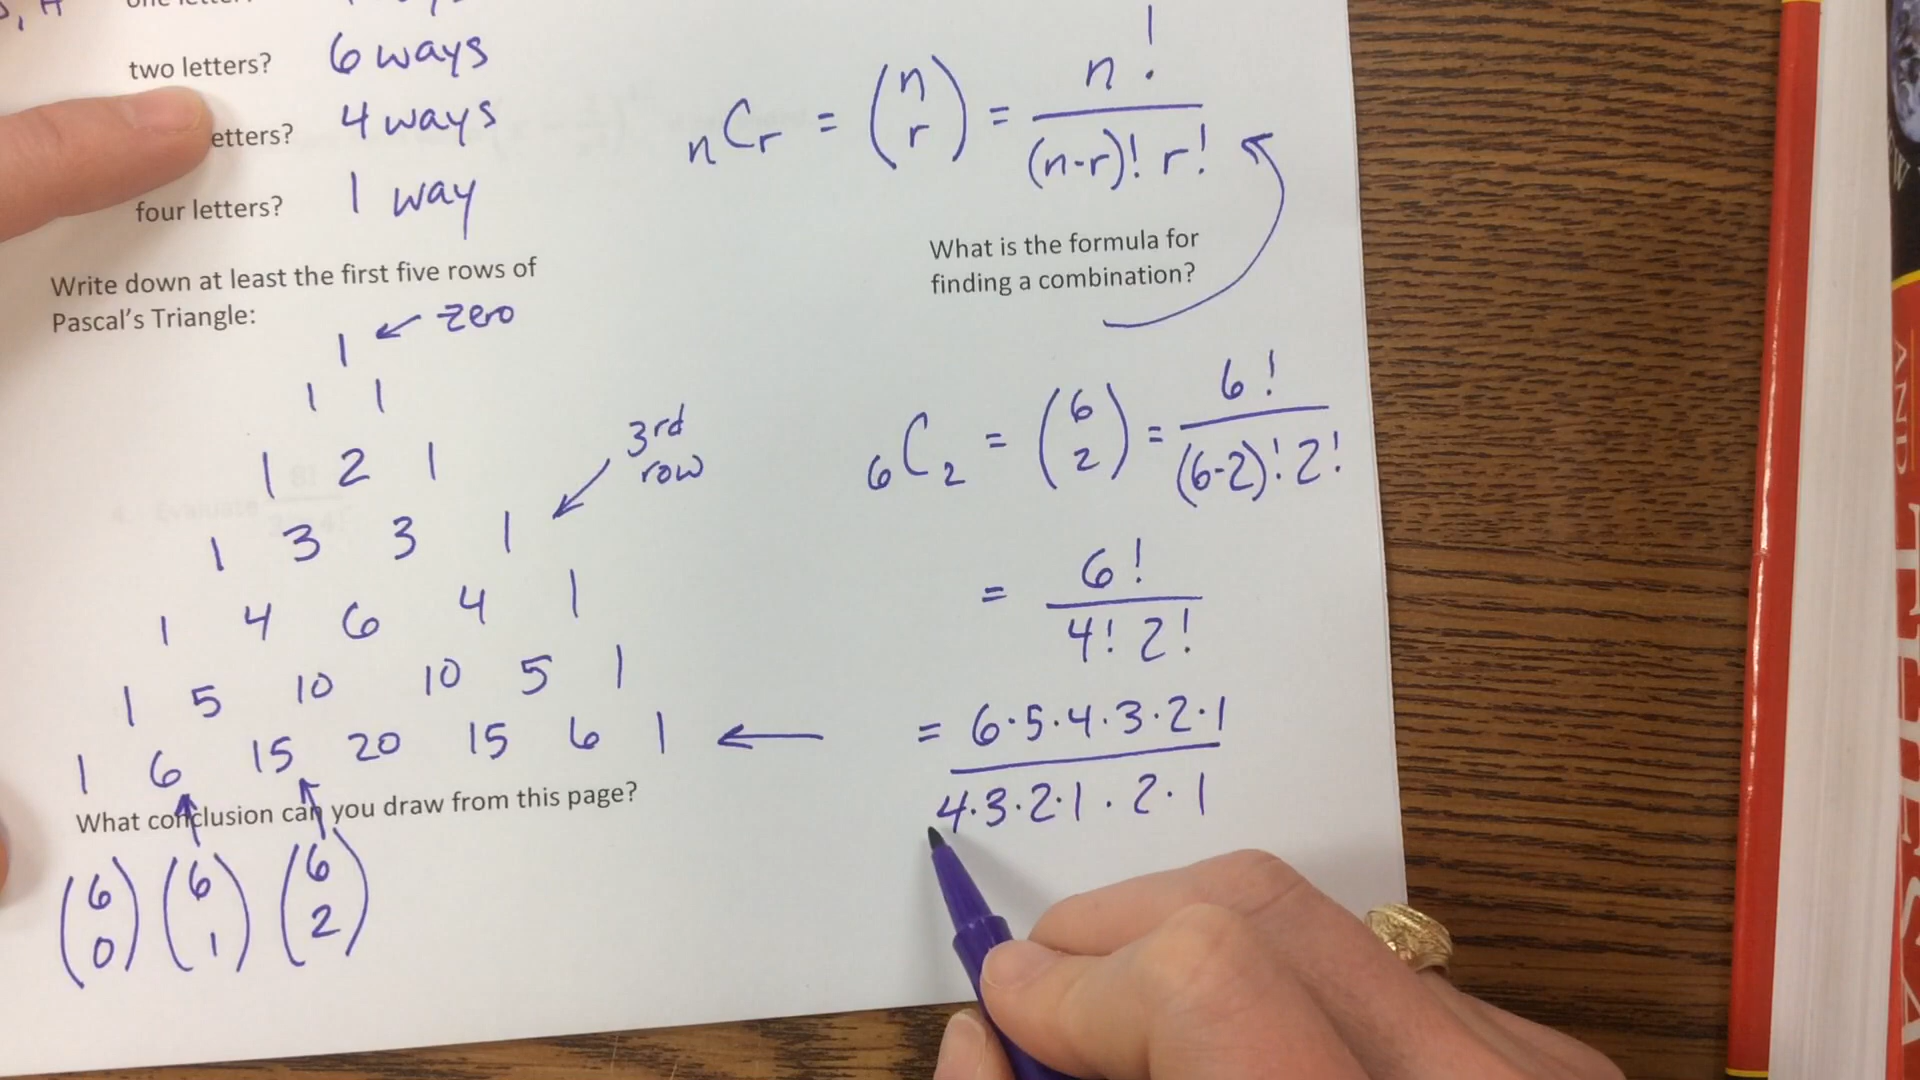 two letters? 6 ways
etters? 4 ways
four letters? 1 way
nCr = (n r) = n! / (n-r)! r!
What is the formula for
finding a combination?
Write down at least the first five rows of
Pascal's Triangle:
1 ← zero
1 1
1 2 1
3rd
row
1 3 3 1
1 4 6 4 1
1 5 10 10 5 1
1 6 15 20 15 6 1 ←
What conclusion can you draw from this page?
(6 0) (6 1) (6 2)
6C2 = (6 2) = 6! / (6-2)! 2!
= 6! / 4! 2!
= 6·5·4·3·2·1
4·3·2·1·2·1
AND